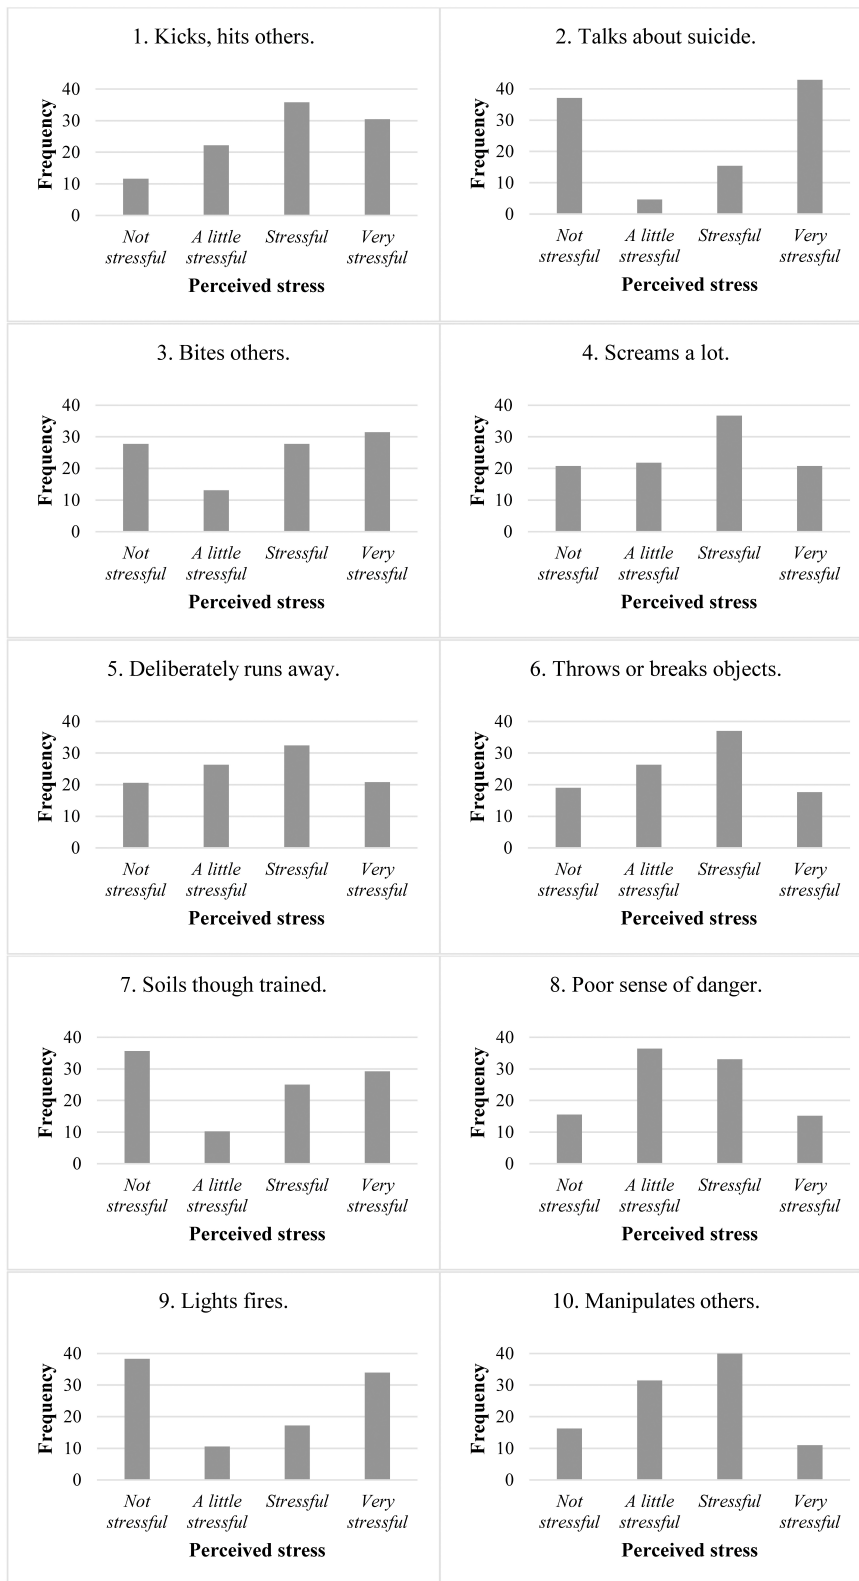 1. Kicks, hits others.
Frequency
40
30
20
10
0
Not stressful
A little stressful
Stressful
Very stressful
Perceived stress
2. Talks about suicide.
Frequency
40
30
20
10
0
Not stressful
A little stressful
Stressful
Very stressful
Perceived stress
3. Bites others.
Frequency
40
30
20
10
0
Not stressful
A little stressful
Stressful
Very stressful
Perceived stress
4. Screams a lot.
Frequency
40
30
20
10
0
Not stressful
A little stressful
Stressful
Very stressful
Perceived stress
5. Deliberately runs away.
Frequency
40
30
20
10
0
Not stressful
A little stressful
Stressful
Very stressful
Perceived stress
6. Throws or breaks objects.
Frequency
40
30
20
10
0
Not stressful
A little stressful
Stressful
Very stressful
Perceived stress
7. Soils though trained.
Frequency
40
30
20
10
0
Not stressful
A little stressful
Stressful
Very stressful
Perceived stress
8. Poor sense of danger.
Frequency
40
30
20
10
0
Not stressful
A little stressful
Stressful
Very stressful
Perceived stress
9. Lights fires.
Frequency
40
30
20
10
0
Not stressful
A little stressful
Stressful
Very stressful
Perceived stress
10. Manipulates others.
Frequency
40
30
20
10
0
Not stressful
A little stressful
Stressful
Very stressful
Perceived stress